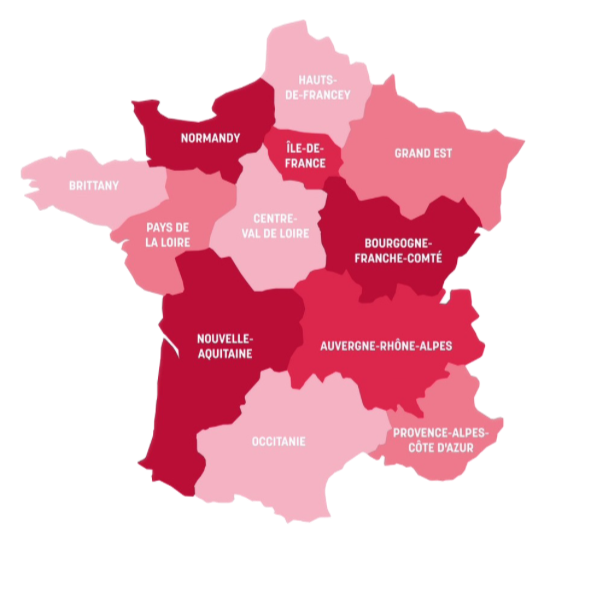 HAUTS-
DE-FRANCEY
NORMANDY
ÎLE-DE-
FRANCE
GRAND EST
BRITTANY
PAYS DE
LA LOIRE
CENTRE-
VAL DE LOIRE
BOURGOGNE-
FRANCHE-COMTÉ
NOUVELLE-
AQUITAINE
AUVERGNE-RHÔNE-ALPES
OCCITANIE
PROVENCE-ALPES-
CÔTE D'AZUR